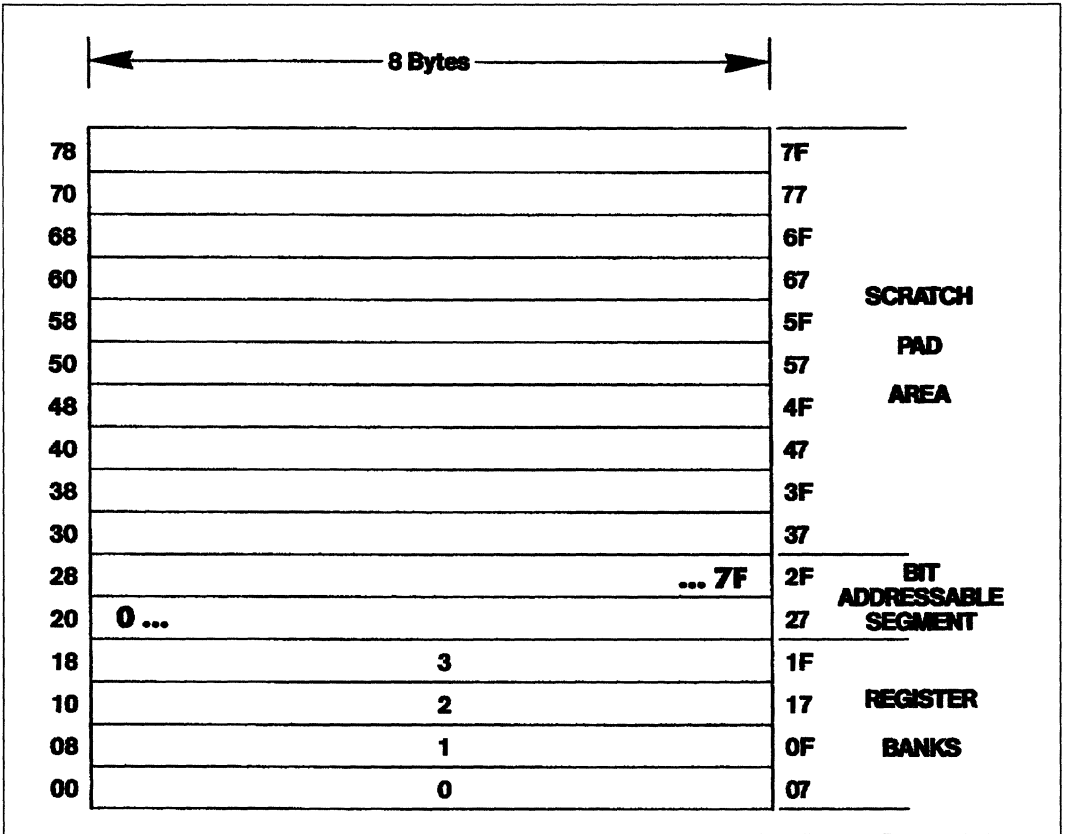 8 Bytes
78 7F
70 77
68 6F
60 67
SCRATCH
58 5F
PAD
50 57
AREA
48 4F
40 47
38 3F
30 37
28 ... 7F 2F BIT
ADDRESSABLE
20 0 ... 27 SEGMENT
18 3 1F
10 2 17 REGISTER
08 1 0F BANKS
00 0 07